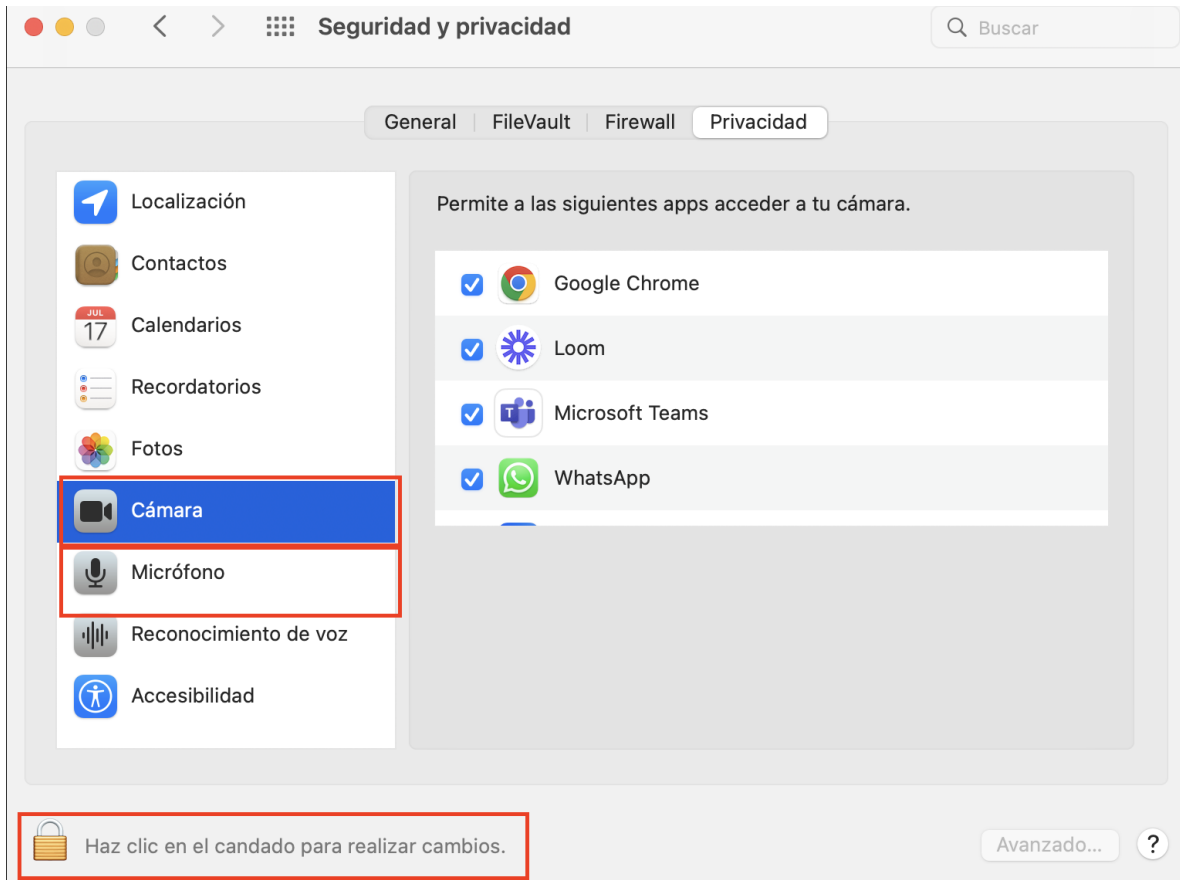 Seguridad y privacidad
Buscar
General
FileVault
Firewall
Privacidad
Localización
Contactos
JUL
17
Calendarios
Recordatorios
Fotos
Cámara
Micrófono
Reconocimiento de voz
Accesibilidad
Permite a las siguientes apps acceder a tu cámara.
Google Chrome
Loom
T
Microsoft Teams
WhatsApp
Haz clic en el candado para realizar cambios.
Avanzado...
?